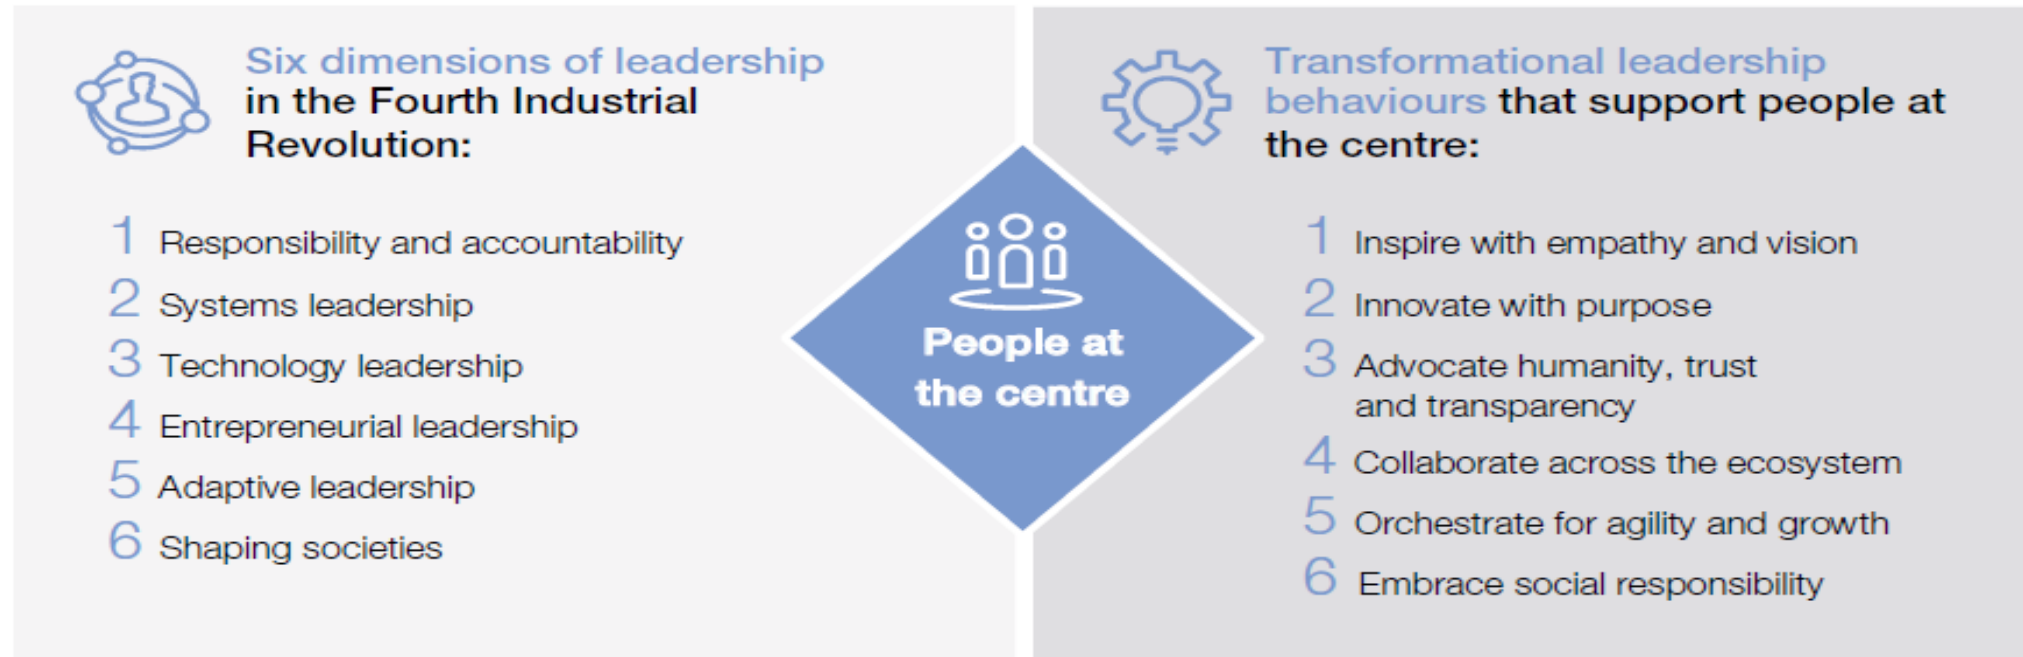 Six dimensions of leadership
in the Fourth Industrial
Revolution:
1 Responsibility and accountability
2 Systems leadership
3 Technology leadership
4 Entrepreneurial leadership
5 Adaptive leadership
6 Shaping societies
People at
the centre
Transformational leadership
behaviours that support people at
the centre:
1 Inspire with empathy and vision
2 Innovate with purpose
3 Advocate humanity, trust
and transparency
4 Collaborate across the ecosystem
5 Orchestrate for agility and growth
6 Embrace social responsibility